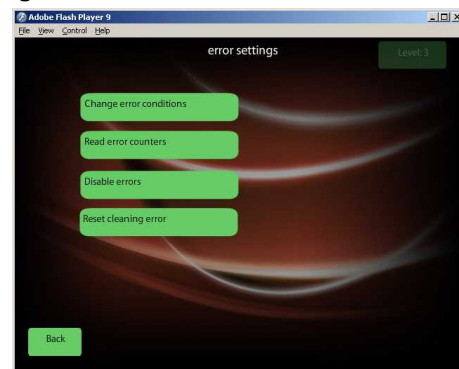 Adobe Flash Player 9
File View Control Help
error settings
Level: 3
Change error conditions
Read error counters
Disable errors
Reset cleaning error
Back